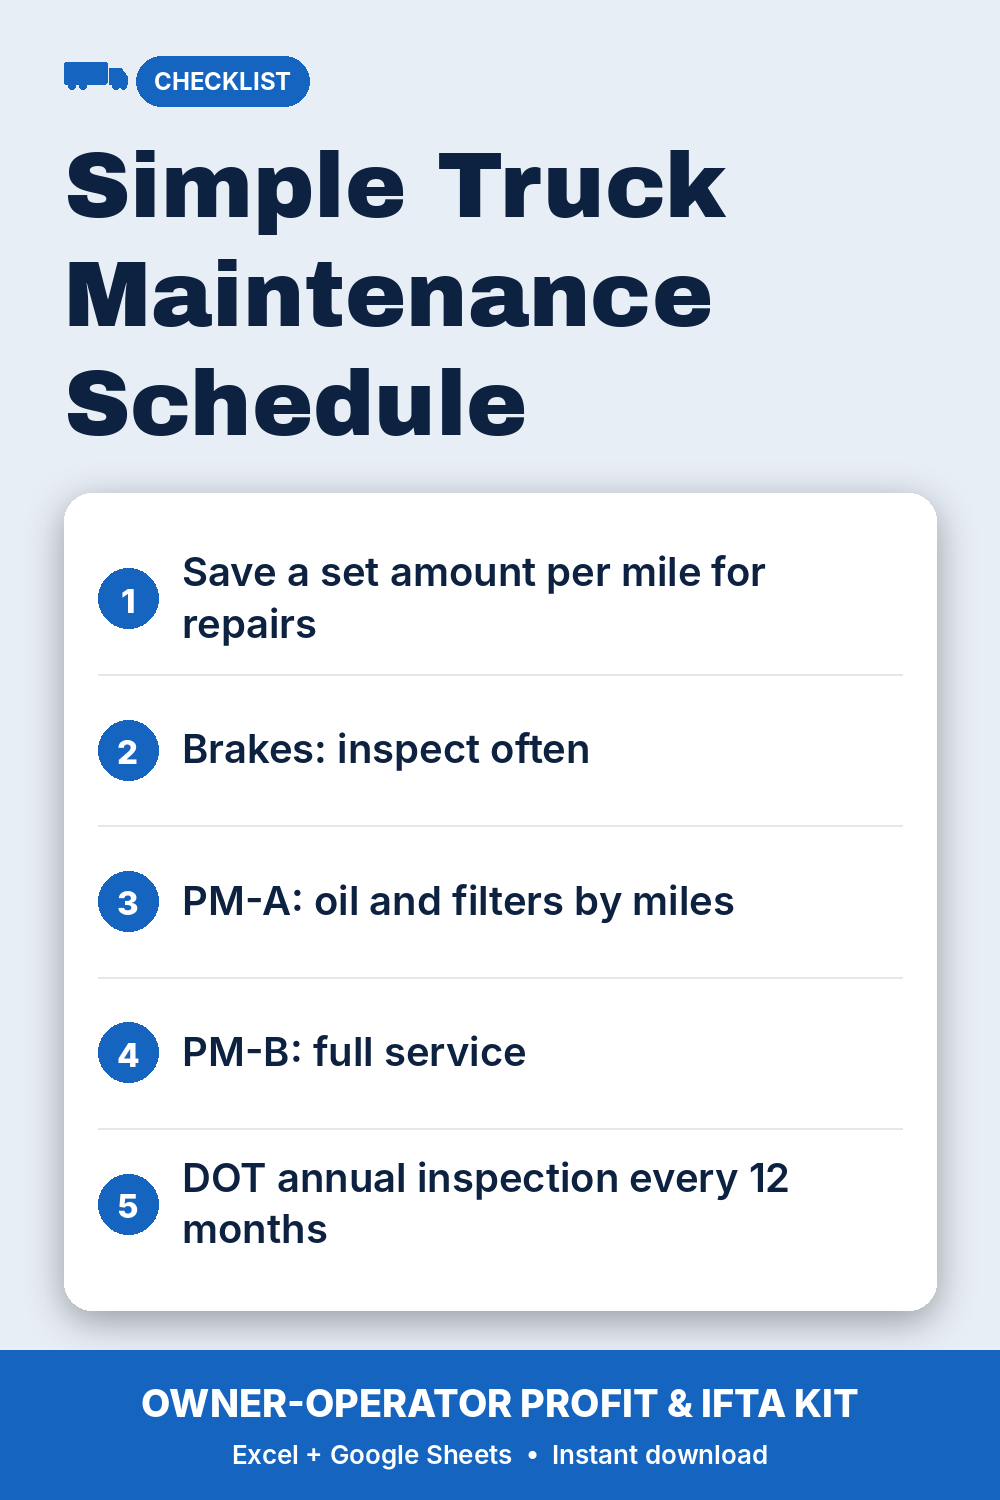 CHECKLIST
Simple Truck
Maintenance
Schedule
1
Save a set amount per mile for
repairs
2
Brakes: inspect often
3
PM-A: oil and filters by miles
4
PM-B: full service
5
DOT annual inspection every 12
months
OWNER-OPERATOR PROFIT & IFTA KIT
Excel + Google Sheets • Instant download